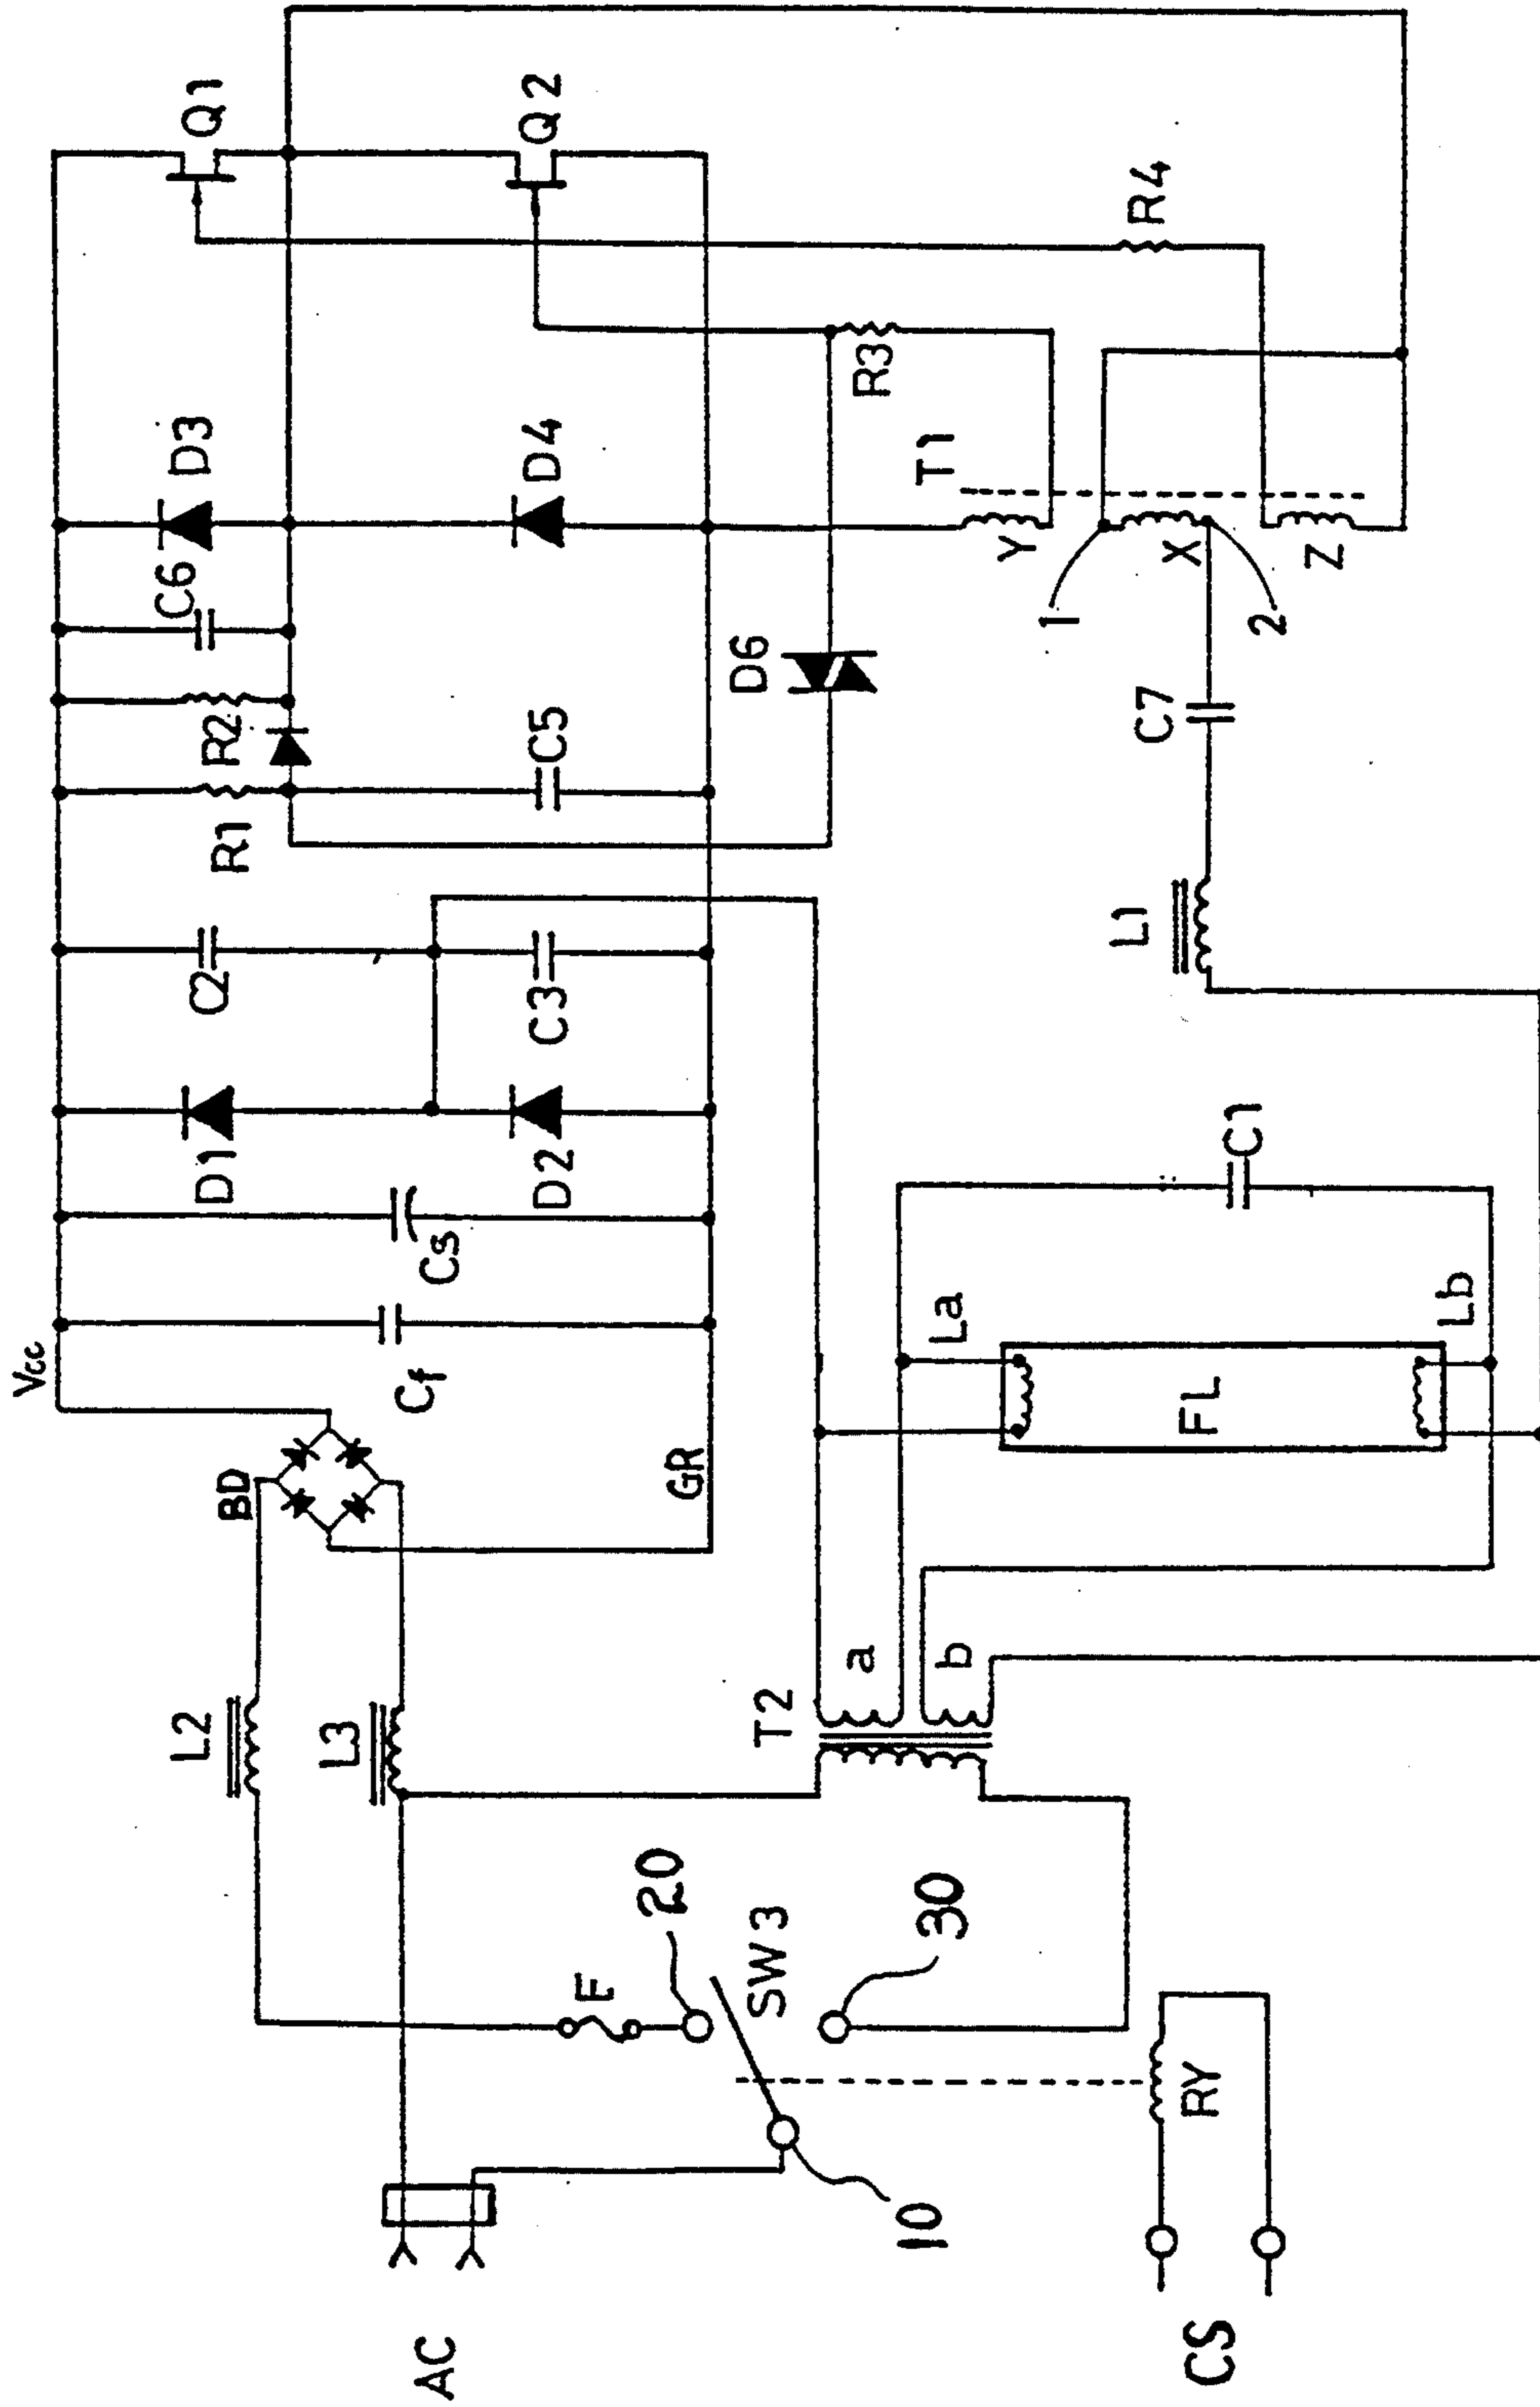 Vcc
Q1
D3
C6
R2
R1
C2
D1
Cs
Cf
BD
L2
L3
AC
Q2
D4
C5
C3
D2
GR
D6
R3
R4
T1
Y
1
X
2
Z
C7
L1
C1
La
Lb
FL
T2
a
b
F
20
SW3
30
10
RY
CS